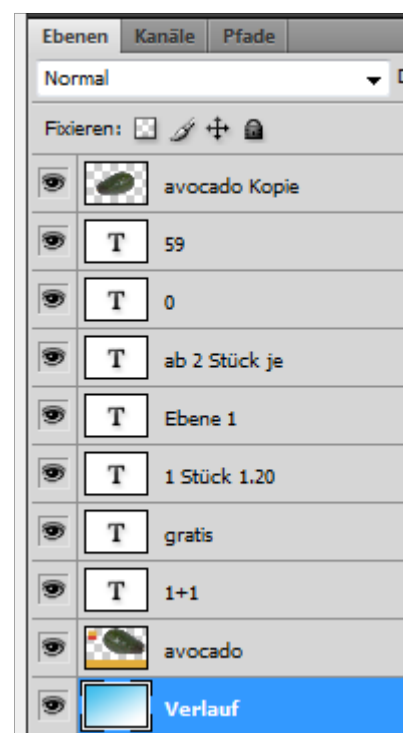 Ebenen Kanäle Pfade
Normal
Fixieren:
avocado Kopie
T 59
T 0
T ab 2 Stück je
T Ebene 1
T 1 Stück 1.20
T gratis
T 1+1
avocado
Verlauf